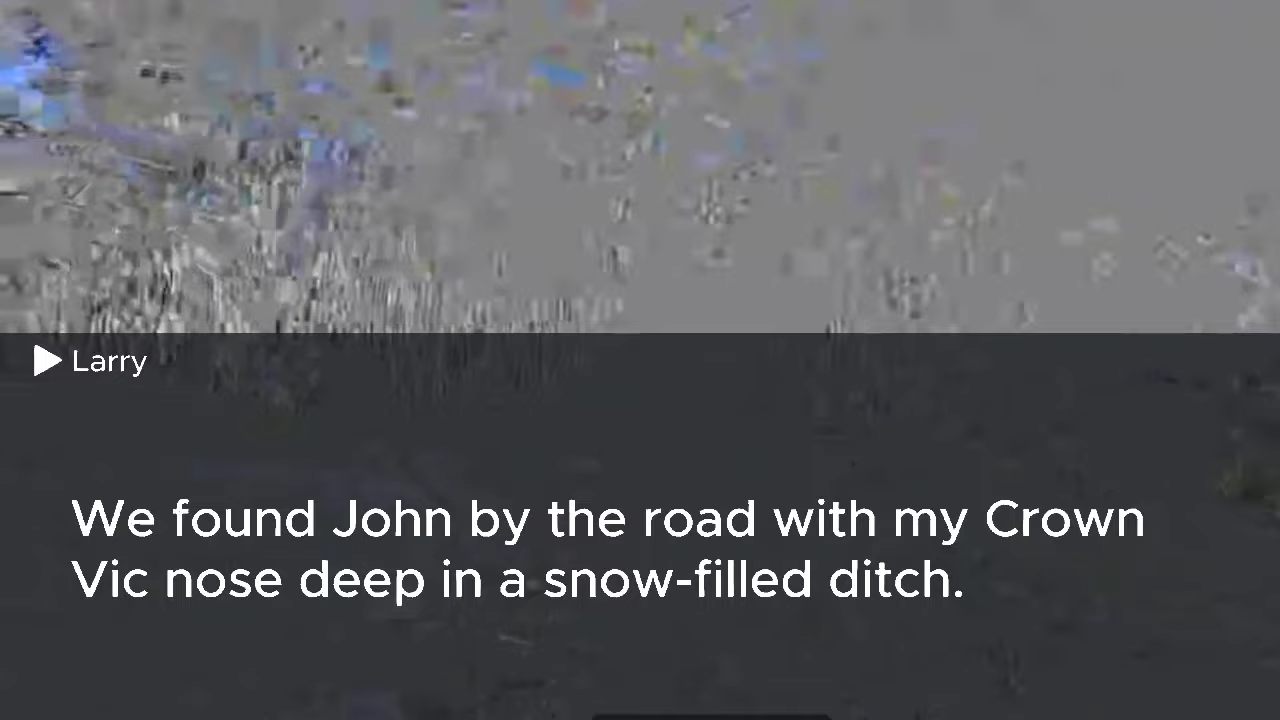 Larry
We found John by the road with my Crown
Vic nose deep in a snow-filled ditch.